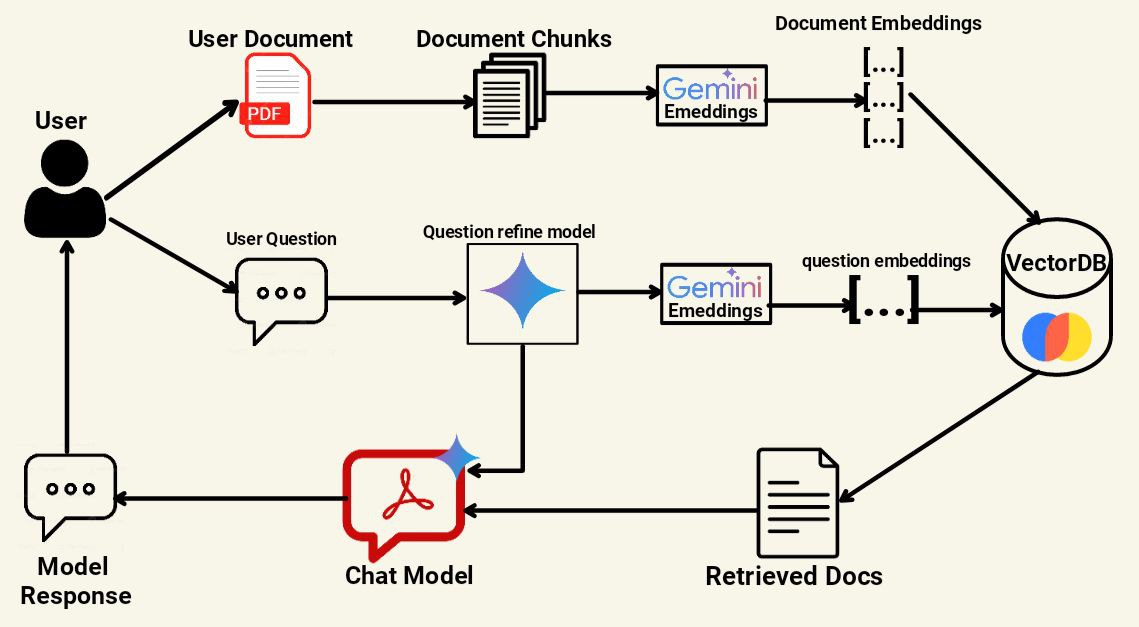 Document Embeddings
User Document
Document Chunks
[...]
[...]
[...]
PDF
Gemini
Emeddings
User
User Question
Question refine model
question embeddings
Gemini
Emeddings
[...]
VectorDB
Model
Response
Chat Model
Retrieved Docs